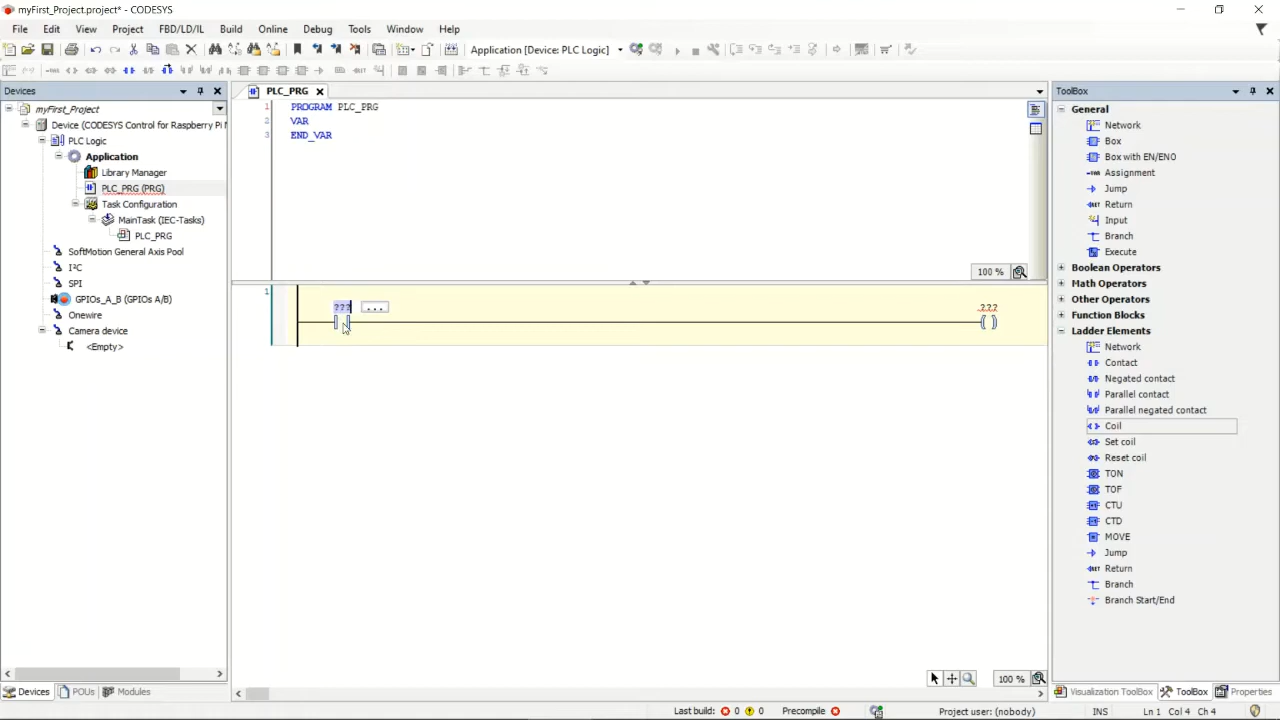 myFirst_Project.project* - CODESYS
File Edit View Project FBD/LD/IL Build Online Debug Tools Window Help
Application [Device: PLC Logic]
Devices
myFirst_Project
Device (CODESYS Control for Raspberry Pi
PLC Logic
Application
Library Manager
PLC_PRG (PRG)
Task Configuration
MainTask (IEC-Tasks)
PLC_PRG
SoftMotion General Axis Pool
I²C
SPI
GPIOs_A_B (GPIOs A/B)
Onewire
Camera device
<Empty>
Devices POUs Modules
PLC_PRG
1 PROGRAM PLC_PRG
2 VAR
3 END_VAR
100 %
1
??? ... ???
100 %
ToolBox
General
Network
Box
Box with EN/ENO
Assignment
Jump
Return
Input
Branch
Execute
Boolean Operators
Math Operators
Other Operators
Function Blocks
Ladder Elements
Network
Contact
Negated contact
Parallel contact
Parallel negated contact
Coil
Set coil
Reset coil
TON
TOF
CTU
CTD
MOVE
Jump
Return
Branch
Branch Start/End
Visualization ToolBox ToolBox Properties
Last build: 0 0 Precompile Project user: (nobody) INS Ln 1 Col 4 Ch 4